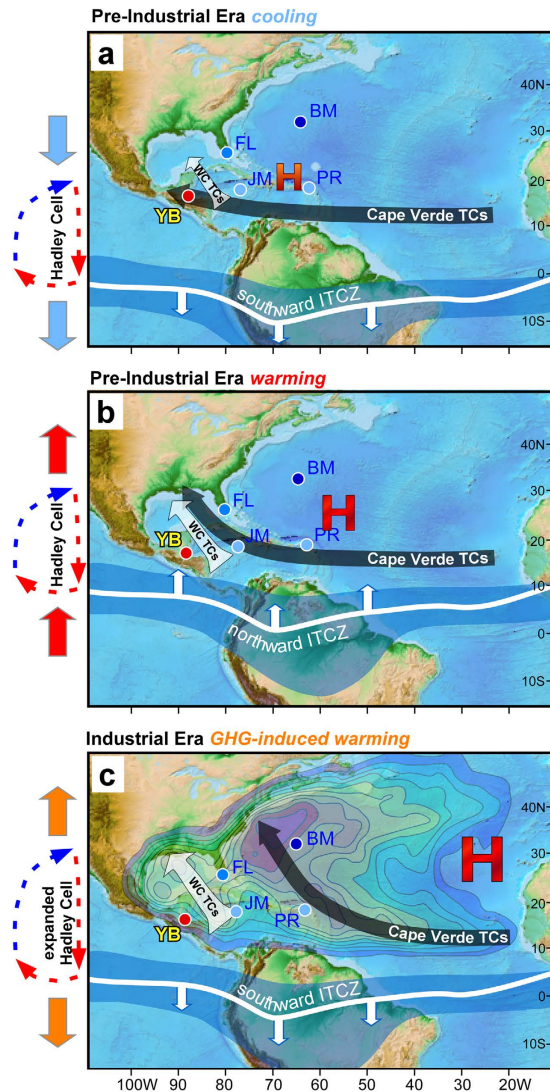 Pre-Industrial Era cooling
a
BM
FL
H
WC TCs
JM
PR
YB
Cape Verde TCs
Hadley Cell
southward ITCZ
40N
30
20
10
0
10S
Pre-Industrial Era warming
b
BM
H
FL
WC TCs
JM
PR
YB
Cape Verde TCs
Hadley Cell
northward ITCZ
40N
30
20
10
0
10S
Industrial Era GHG-induced warming
c
BM
H
FL
WC TCs
JM
PR
YB
Cape Verde TCs
expanded
Hadley Cell
southward ITCZ
40N
30
20
10
0
10S
100W 90 80 70 60 50 40 30 20W